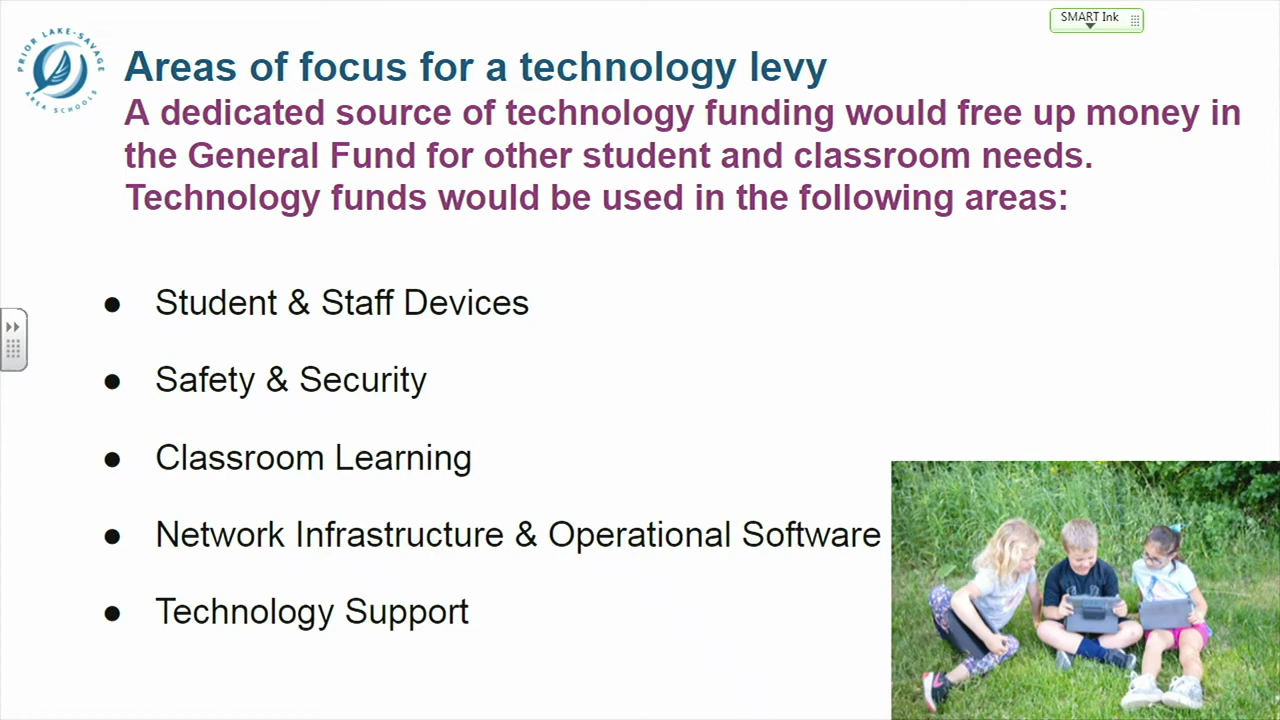 SMART Ink
PRIOR LAKE-SAVAGE
AREA SCHOOLS
Areas of focus for a technology levy
A dedicated source of technology funding would free up money in
the General Fund for other student and classroom needs.
Technology funds would be used in the following areas:
● Student & Staff Devices
● Safety & Security
● Classroom Learning
● Network Infrastructure & Operational Software
● Technology Support